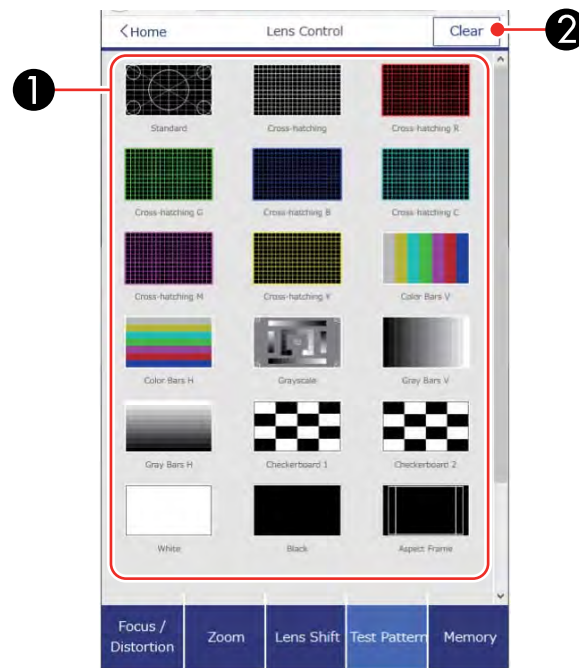 <Home Lens Control Clear
1
2
Standard Cross-hatching Cross-hatching R
Cross-hatching G Cross-hatching B Cross-hatching C
Cross-hatching M Cross-hatching Y Color Bars V
Color Bars H Grayscale Gray Bars V
Gray Bars H Checkerboard 1 Checkerboard 2
White Black Aspect Frame
Focus /
Distortion Zoom Lens Shift Test Pattern Memory